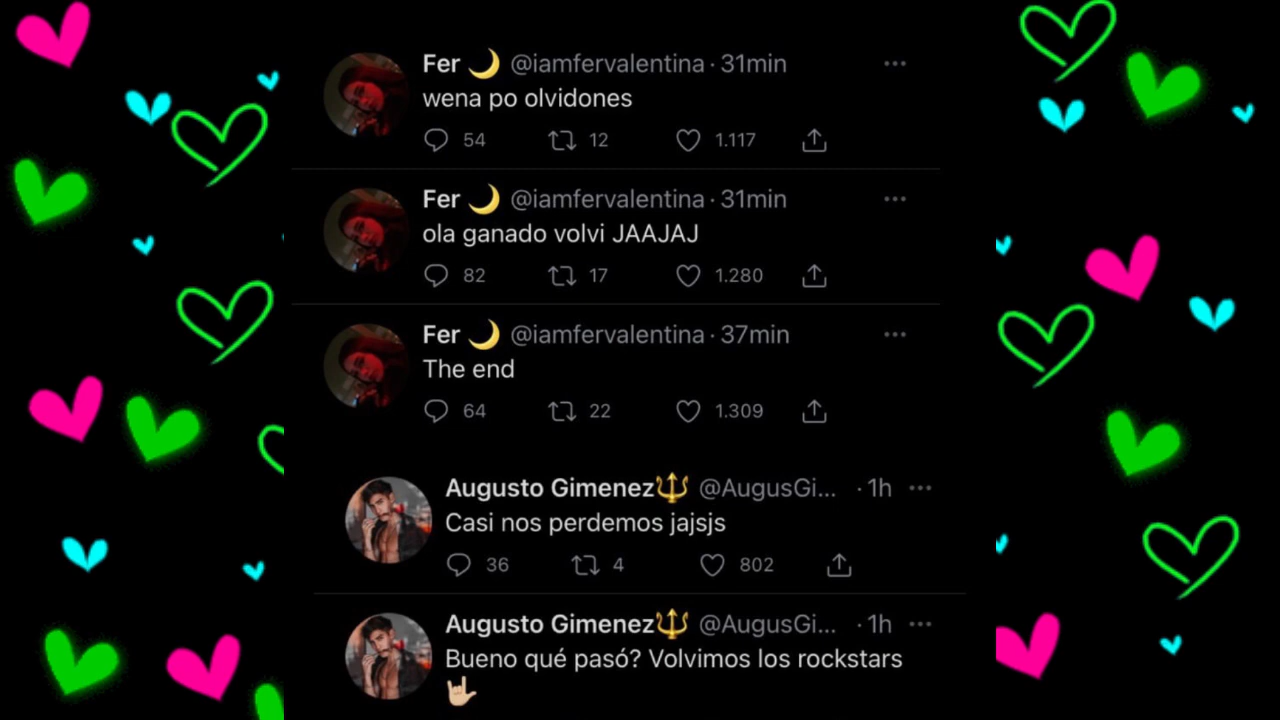 Fer 🌙 @iamfervalentina · 31min
wena po olvidones
54 12 1.117
Fer 🌙 @iamfervalentina · 31min
ola ganado volvi JAAJAJ
82 17 1.280
Fer 🌙 @iamfervalentina · 37min
The end
64 22 1.309
Augusto Gimenez🔱 @AugusGi... · 1h
Casi nos perdemos jajsjs
36 4 802
Augusto Gimenez🔱 @AugusGi... · 1h
Bueno qué pasó? Volvimos los rockstars
🤟🏼